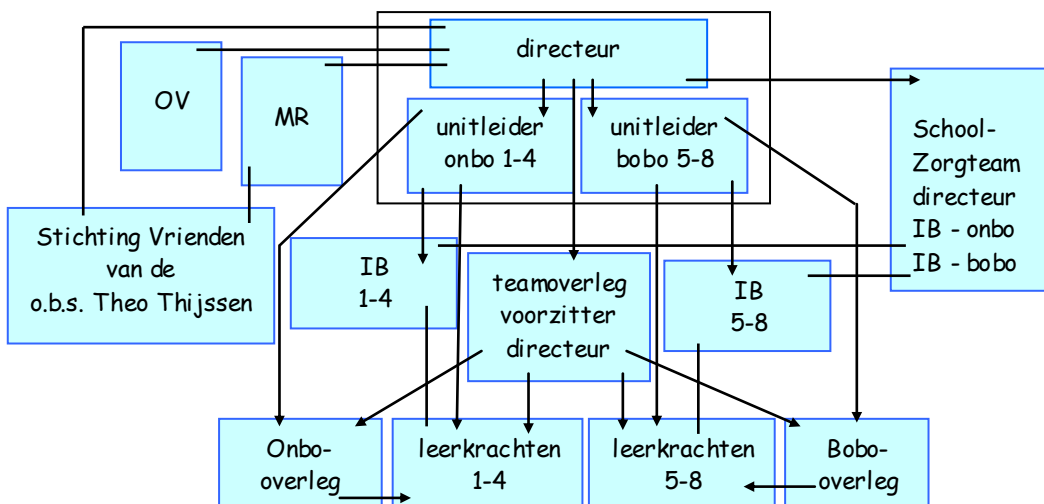 directeur
OV
MR
unitleider
onbo 1-4
unitleider
bobo 5-8
School-
Zorgteam
directeur
IB - onbo
IB - bobo
Stichting Vrienden
van de
o.b.s. Theo Thijssen
IB
1-4
teamoverleg
voorzitter
directeur
IB
5-8
Onbo-
overleg
leerkrachten
1-4
leerkrachten
5-8
Bobo-
overleg